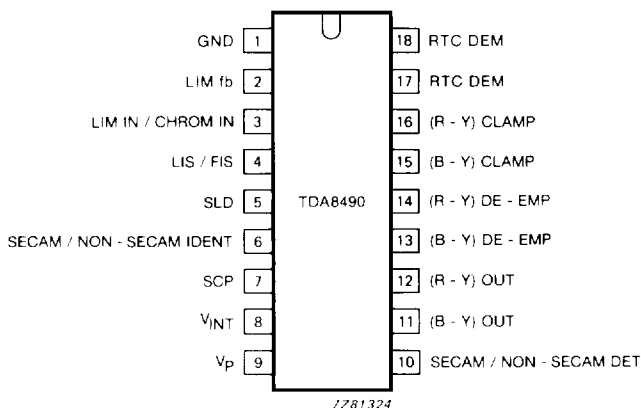 GND 1
LIM fb 2
LIM IN / CHROM IN 3
LIS / FIS 4
SLD 5
SECAM / NON - SECAM IDENT 6
SCP 7
VINT 8
VP 9
TDA8490
18 RTC DEM
17 RTC DEM
16 (R - Y) CLAMP
15 (B - Y) CLAMP
14 (R - Y) DE - EMP
13 (B - Y) DE - EMP
12 (R - Y) OUT
11 (B - Y) OUT
10 SECAM / NON - SECAM DET
7Z81324